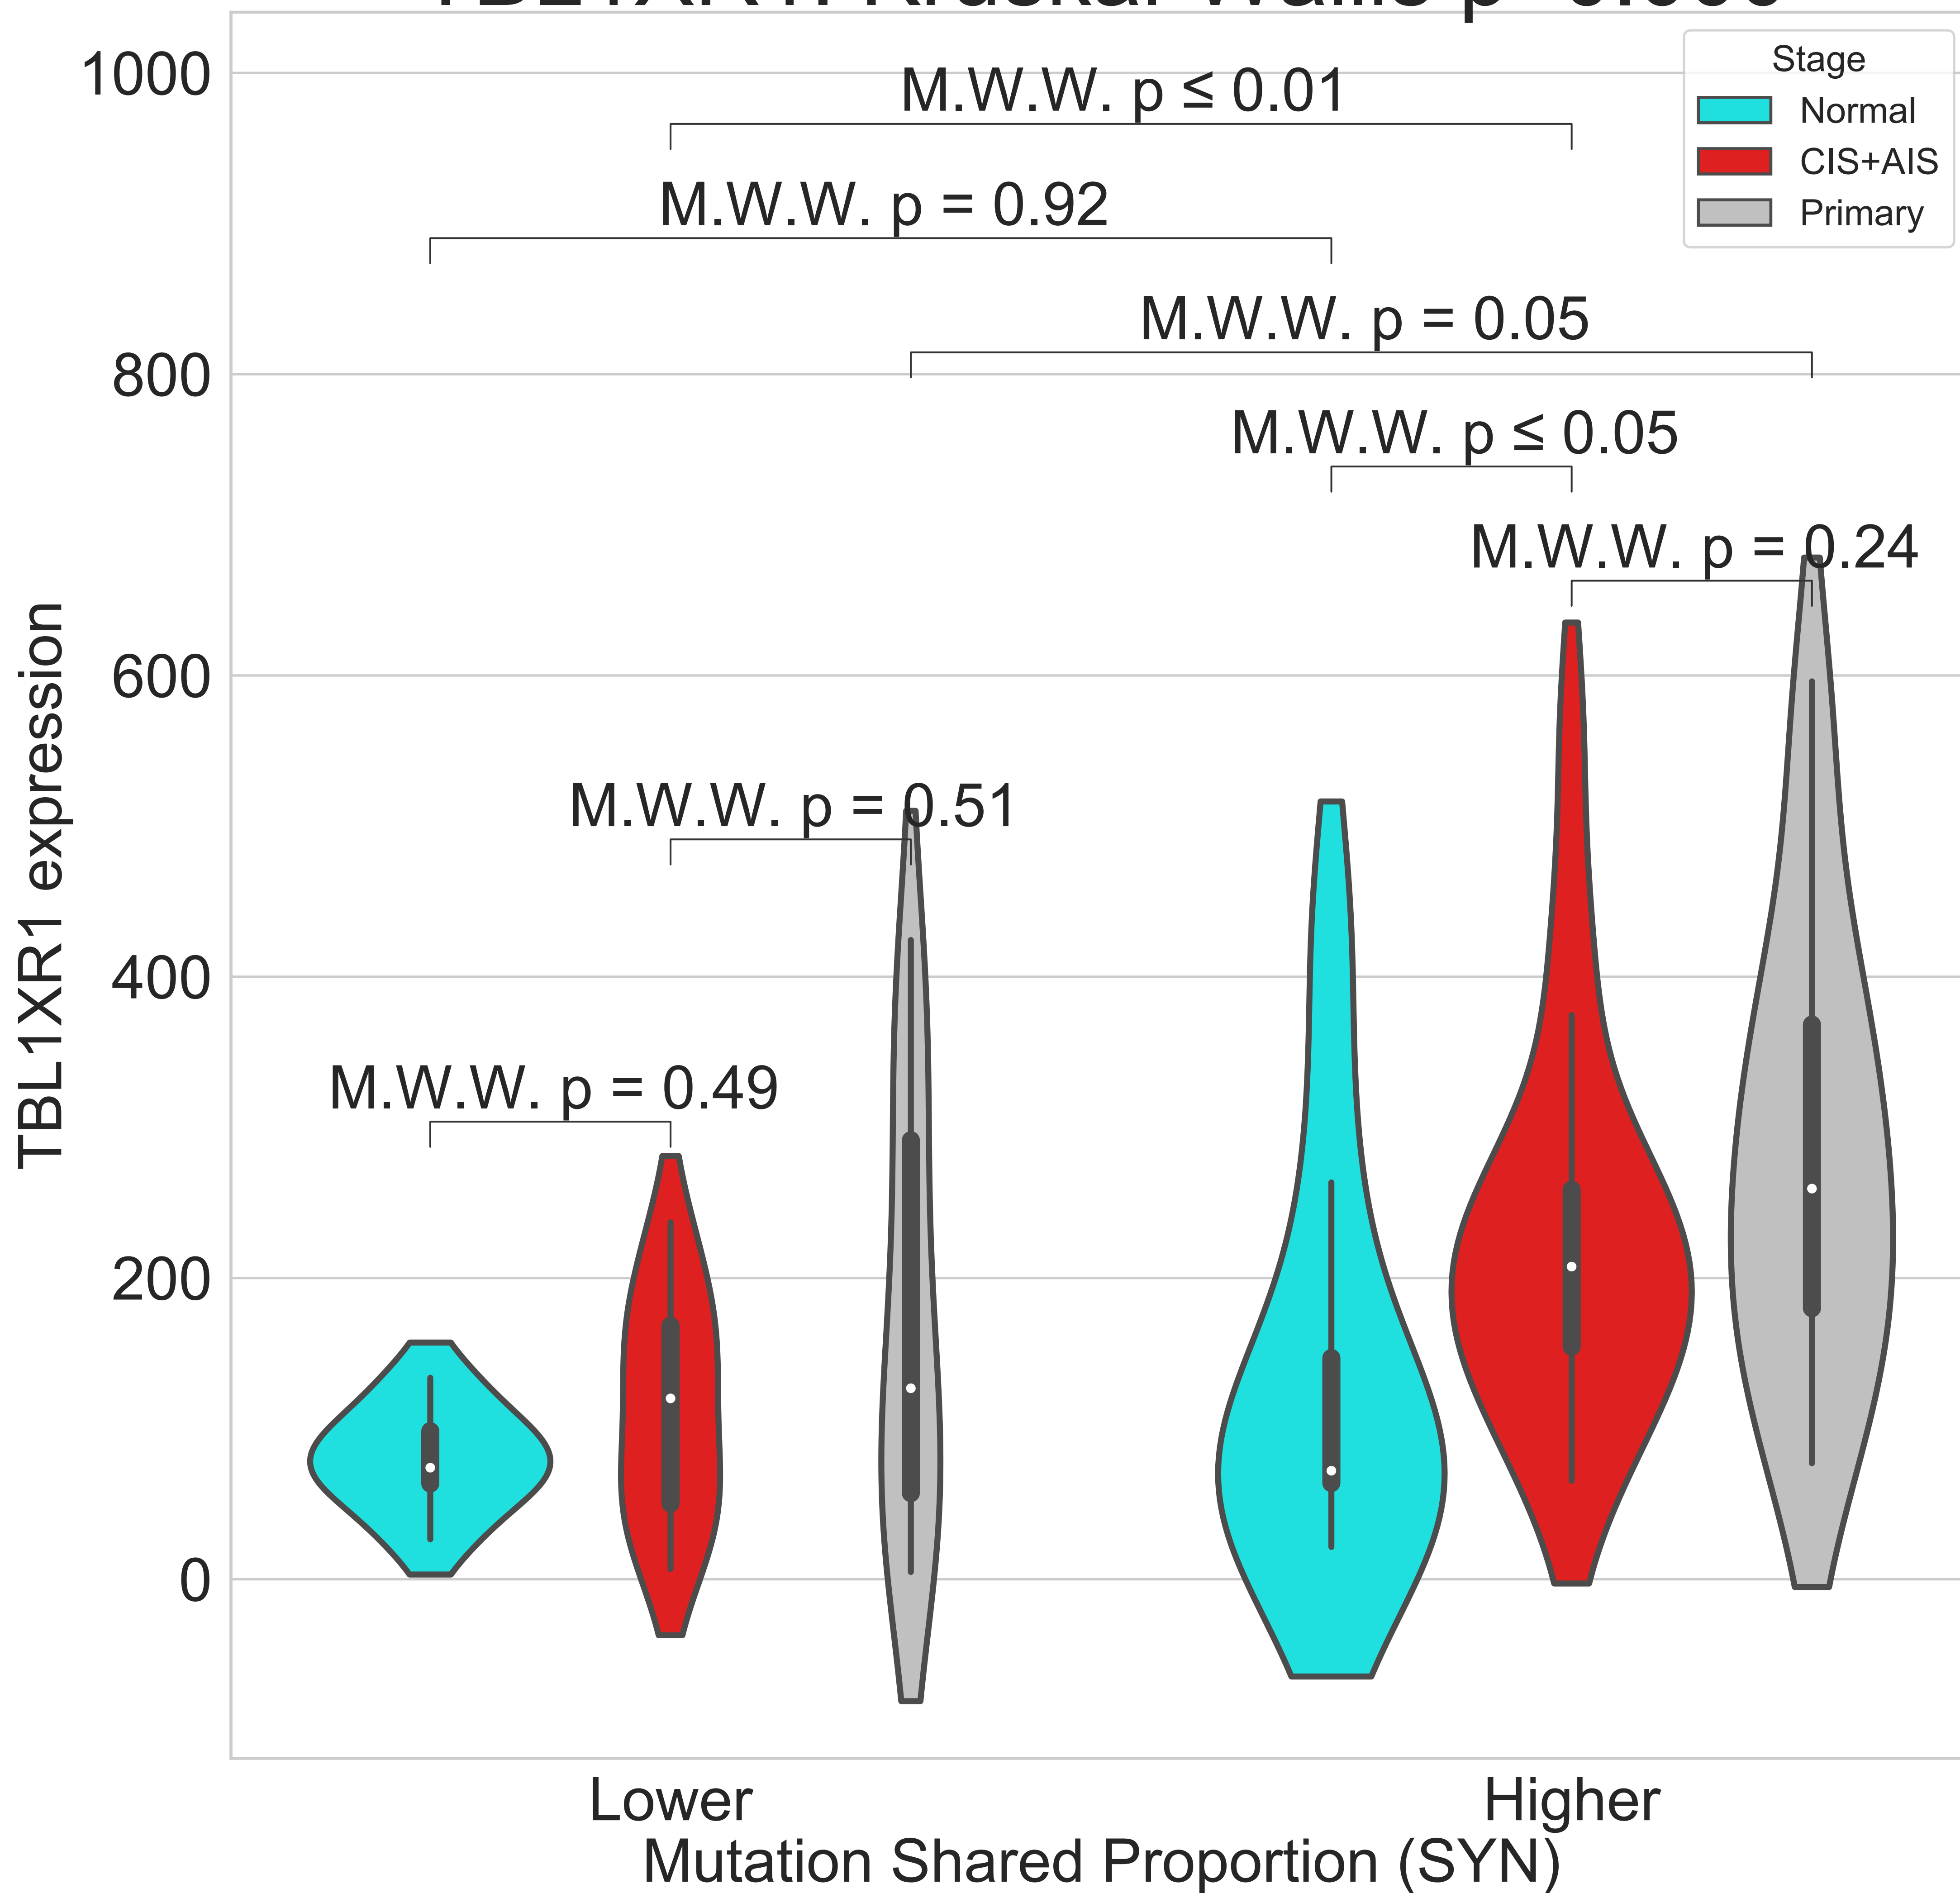 1000
M.W.W. p ≤ 0.01
Stage
Normal
CIS+AIS
Primary
M.W.W. p = 0.92
M.W.W. p = 0.05
800
M.W.W. p ≤ 0.05
M.W.W. p = 0.24
600
M.W.W. p = 0.51
TBL1XR1 expression
400
M.W.W. p = 0.49
200
0
Lower
Higher
Mutation Shared Proportion (SYN)